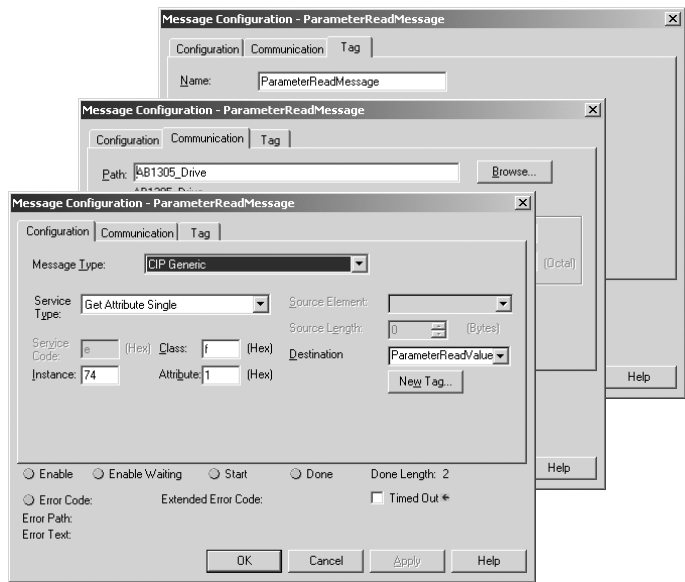 Message Configuration - ParameterReadMessage
Configuration Communication Tag
Name: ParameterReadMessage
Help
Message Configuration - ParameterReadMessage
Configuration Communication Tag
Path: AB1305_Drive Browse...
AB1305_Drive
(Octal)
Help
Message Configuration - ParameterReadMessage
Configuration Communication Tag
Message Type: CIP Generic
Service Type: Get Attribute Single Source Element:
Source Length: 0 (Bytes)
Service Code: e (Hex) Class: f (Hex) Destination ParameterReadValue
Instance: 74 Attribute: 1 (Hex) New Tag...
Enable Enable Waiting Start Done Done Length: 2
Error Code: Extended Error Code: Timed Out
Error Path:
Error Text:
OK Cancel Apply Help